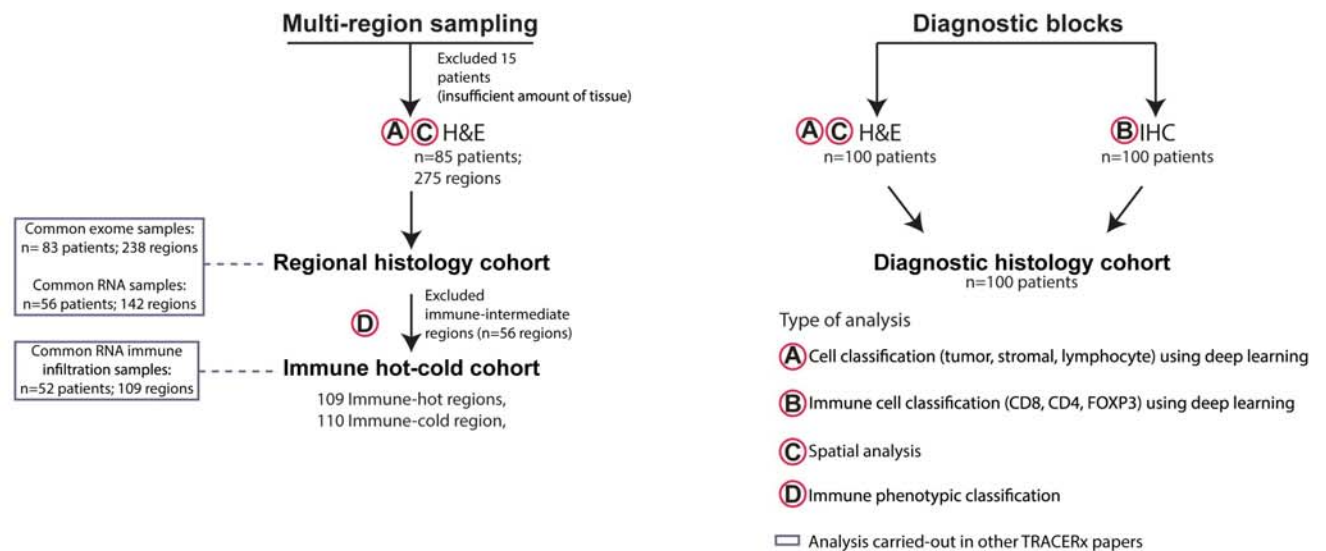 Multi-region sampling
Excluded 15
patients
(insufficient amount of tissue)
A C H&E
n=85 patients;
275 regions
Common exome samples:
n= 83 patients; 238 regions
Common RNA samples:
n=56 patients; 142 regions
Regional histology cohort
D
Excluded
immune-intermediate
regions (n=56 regions)
Common RNA immune
infiltration samples:
n=52 patients; 109 regions
Immune hot-cold cohort
109 Immune-hot regions,
110 Immune-cold region,
Diagnostic blocks
A C H&E
n=100 patients
B IHC
n=100 patients
Diagnostic histology cohort
n=100 patients
Type of analysis
A Cell classification (tumor, stromal, lymphocyte) using deep learning
B Immune cell classification (CD8, CD4, FOXP3) using deep learning
C Spatial analysis
D Immune phenotypic classification
Analysis carried-out in other TRACERx papers